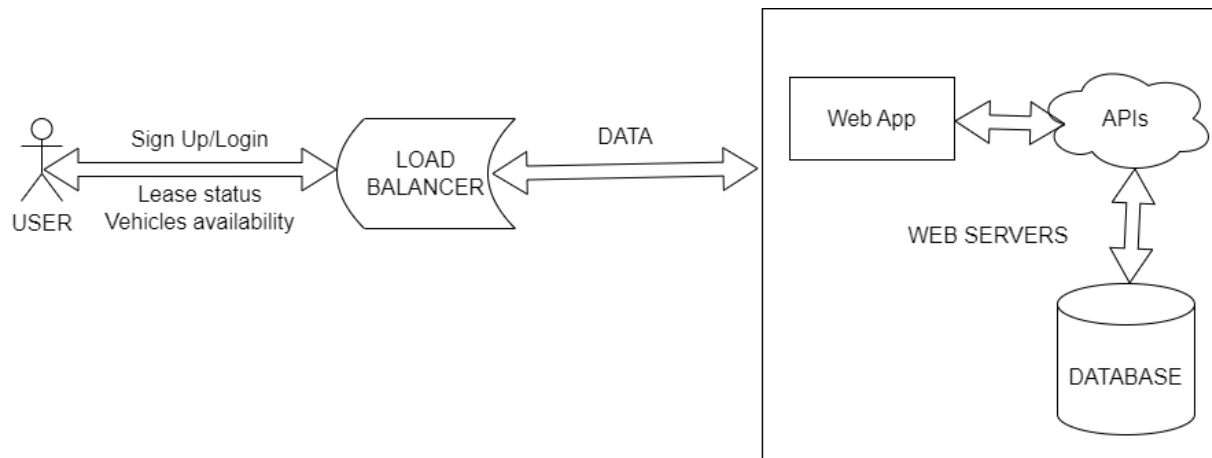 Sign Up/Login
Lease status
Vehicles availability
USER
LOAD
BALANCER
DATA
Web App
APIs
WEB SERVERS
DATABASE